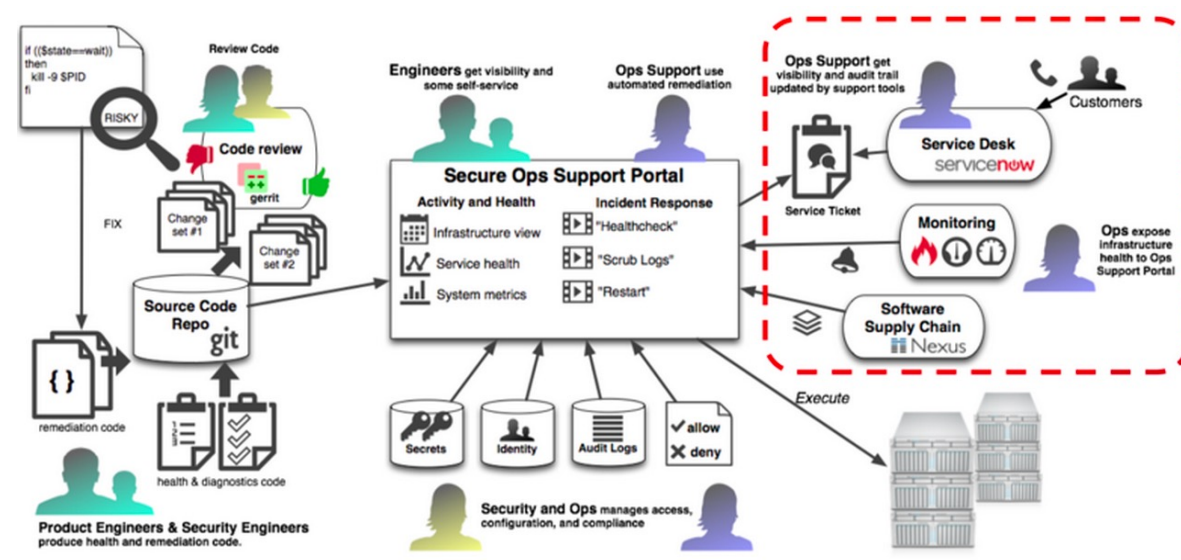 if (($state==wait))
then
kill -9 $PID
fi
RISKY
FIX
Review Code
Code review
gerrit
Change
set #1
Change
set #2
Source Code
Repo
git
{ }
remediation code
health & diagnostics code
Product Engineers & Security Engineers
produce health and remediation code.
Engineers get visibility and
some self-service
Ops Support use
automated remediation
Secure Ops Support Portal
Activity and Health
Infrastructure view
Service health
System metrics
Incident Response
"Healthcheck"
"Scrub Logs"
"Restart"
Secrets
Identity
Audit Logs
allow
deny
Security and Ops manages access,
configuration, and compliance
Ops Support get
visibility and audit trail
updated by support tools
Customers
Service Desk
servicenow
Service Ticket
Monitoring
Ops expose
infrastructure
health to Ops
Support Portal
Software
Supply Chain
Nexus
Execute